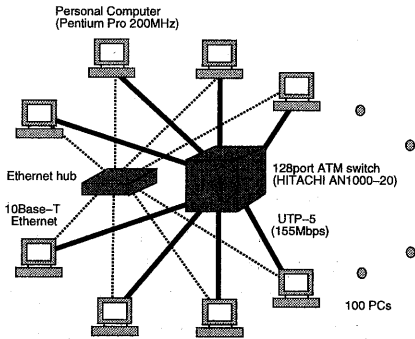 Personal Computer
(Pentium Pro 200MHz)
Ethernet hub
128port ATM switch
(HITACHI AN1000-20)
10Base-T
Ethernet
UTP-5
(155Mbps)
100 PCs